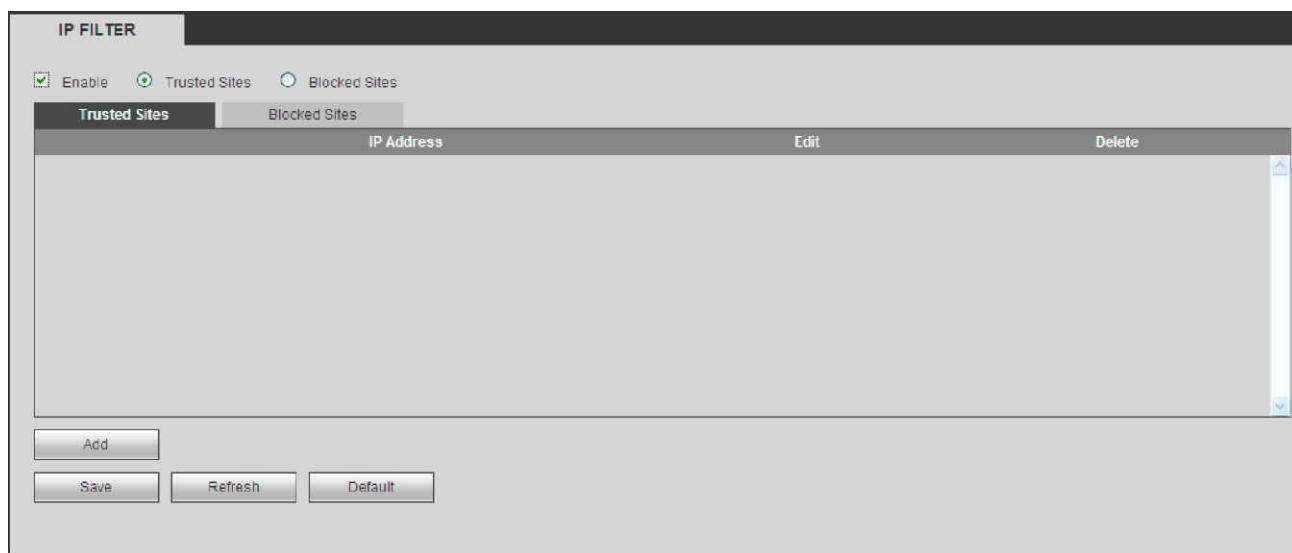 IP FILTER
Enable Trusted Sites Blocked Sites
Trusted Sites Blocked Sites
IP Address Edit Delete
Add
Save Refresh Default